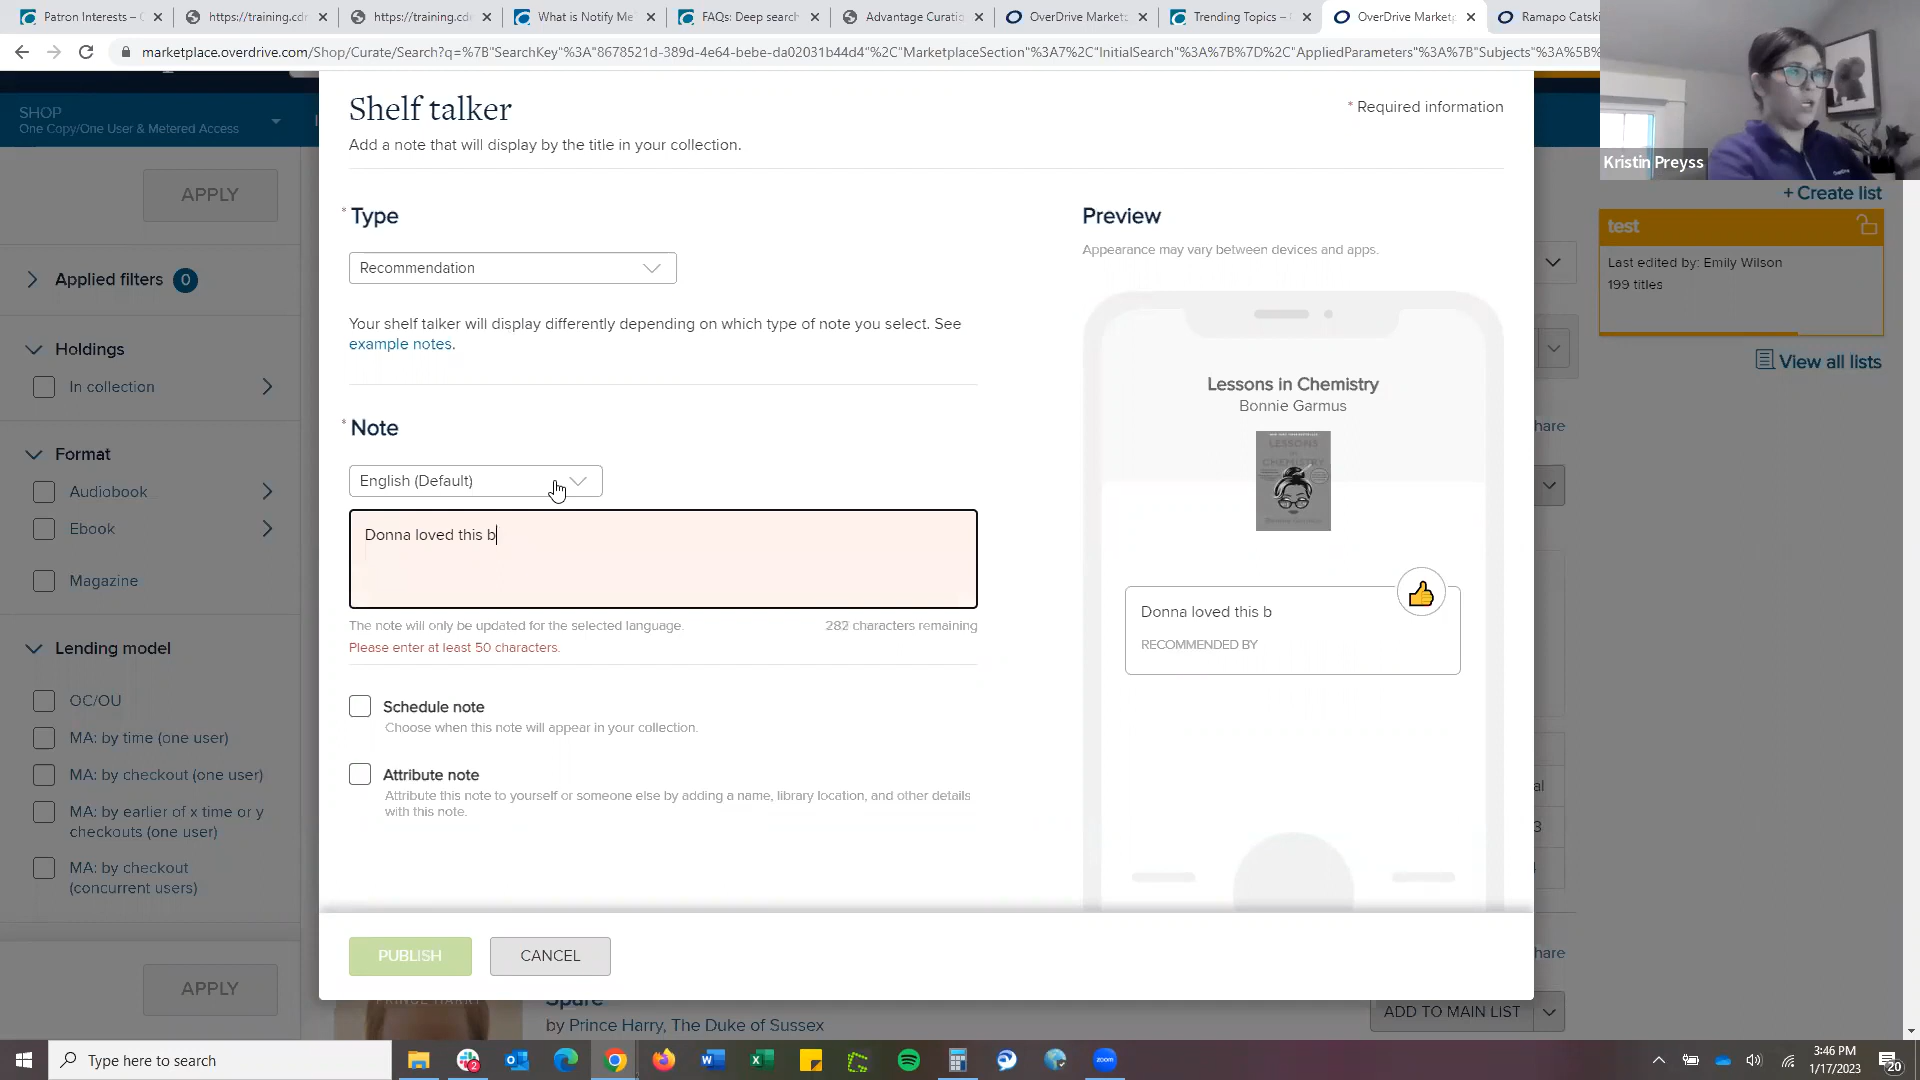 Patron Interests – C
https://training.cdn
https://training.cde
What is Notify Me
FAQs: Deep search
Advantage Curatio
OverDrive Markets
Trending Topics –
OverDrive Marketp
Ramapo Catski
marketplace.overdrive.com/Shop/Curate/Search?q=%7B"SearchKey"%3A"8678521d-389d-4e64-bebe-da02031b44d4"%2C"MarketplaceSection"%3A7%2C"InitialSearch"%3A%7B%7D%2C"AppliedParameters"%3A%7B"Subjects"%3A%5B%
Kristin Preyss
SHOP
One Copy/One User & Metered Access
APPLY
Applied filters 0
Holdings
In collection
Format
Audiobook
Ebook
Magazine
Lending model
OC/OU
MA: by time (one user)
MA: by checkout (one user)
MA: by earlier of x time or y
checkouts (one user)
MA: by checkout
(concurrent users)
APPLY
Shelf talker
* Required information
Add a note that will display by the title in your collection.
* Type
Recommendation
Your shelf talker will display differently depending on which type of note you select. See
example notes.
* Note
English (Default)
Donna loved this b
The note will only be updated for the selected language.
282 characters remaining
Please enter at least 50 characters.
Schedule note
Choose when this note will appear in your collection.
Attribute note
Attribute this note to yourself or someone else by adding a name, library location, and other details
with this note.
PUBLISH
CANCEL
Preview
Appearance may vary between devices and apps.
Lessons in Chemistry
Bonnie Garmus
LESSONS
IN
CHEMISTRY
Donna loved this b
RECOMMENDED BY
+ Create list
test
Last edited by: Emily Wilson
199 titles
View all lists
hare
al
3
hare
ADD TO MAIN LIST
PRINCE HARRY
Spare
by Prince Harry, The Duke of Sussex
Type here to search
zoom
3:46 PM
1/17/2023
20